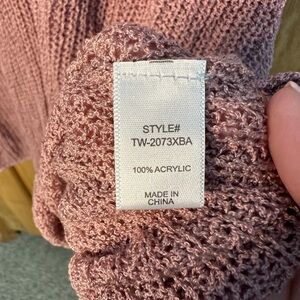 STYLE#
TW-2073XBA
100% ACRYLIC
MADE IN
CHINA